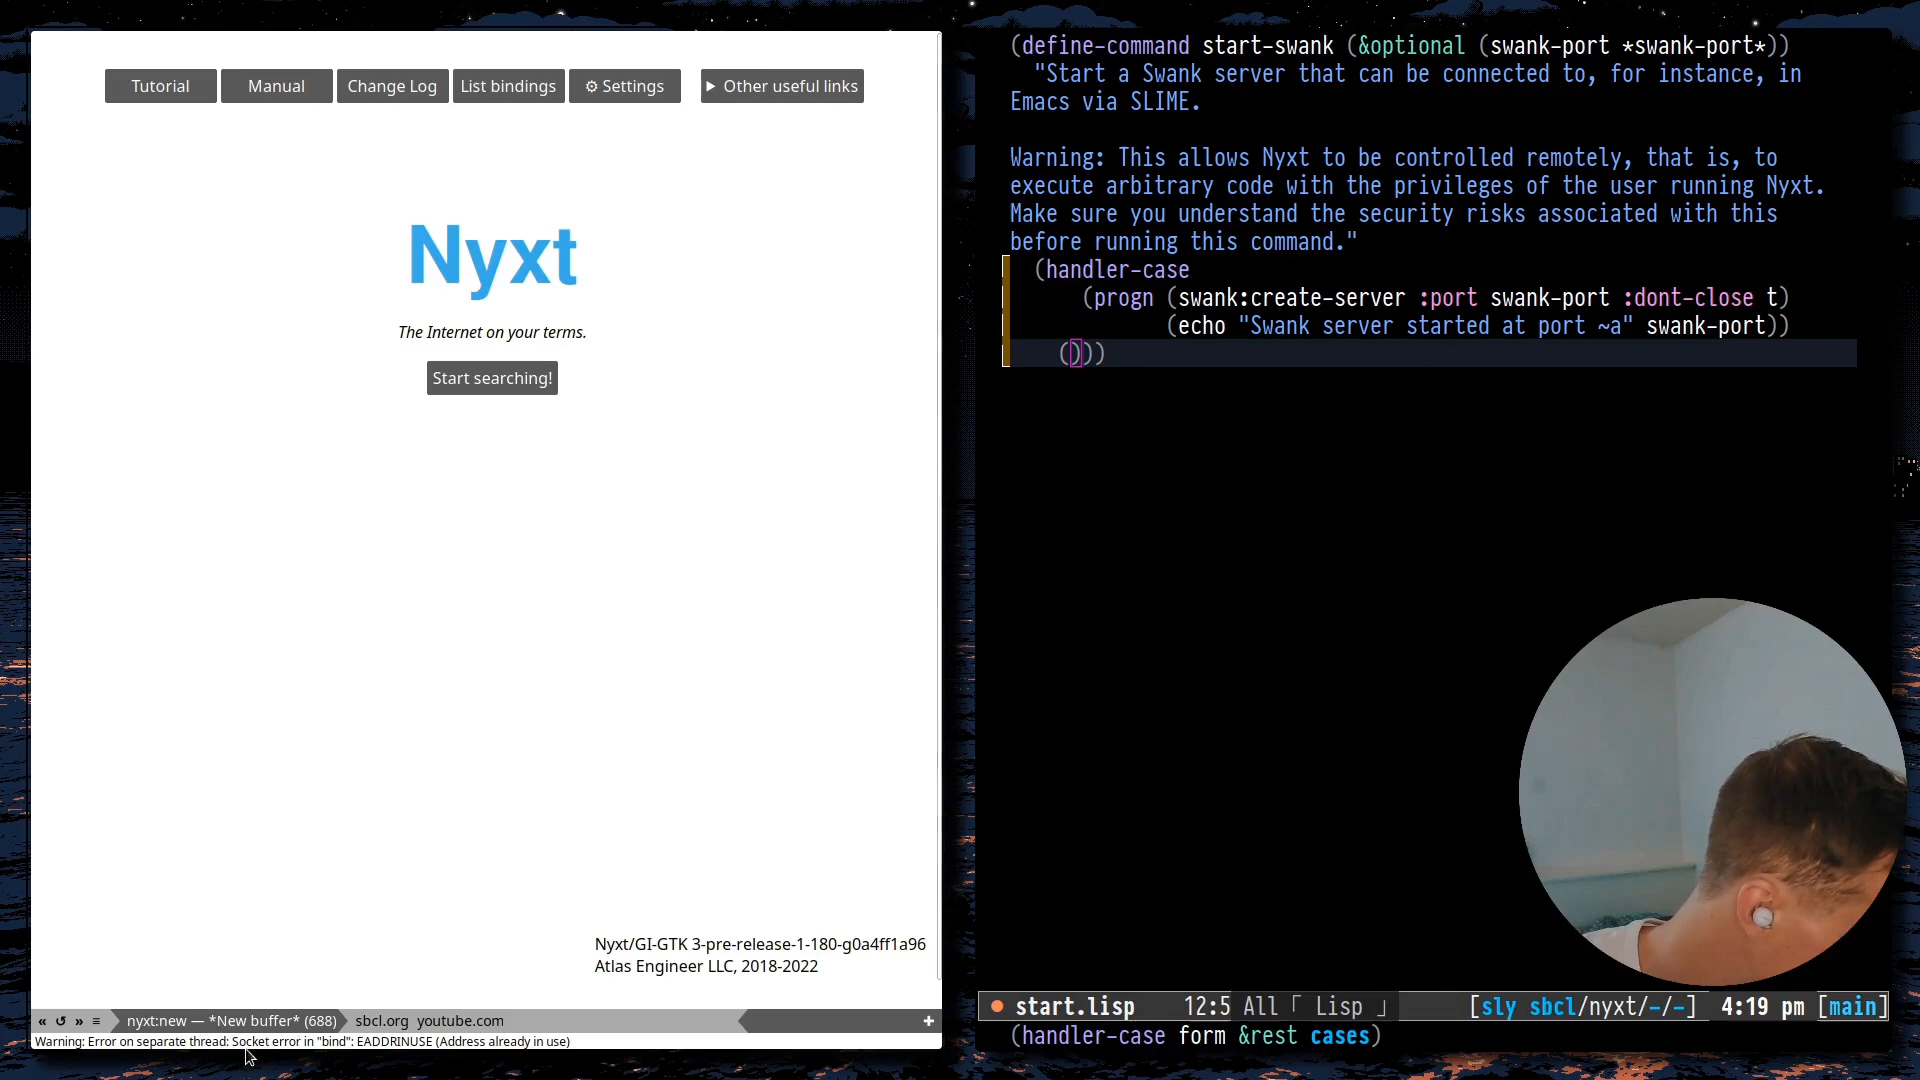 Tutorial
Manual
Change Log
List bindings
⚙ Settings
▶ Other useful links
Nyxt
The Internet on your terms.
Start searching!
Nyxt/GI-GTK 3-pre-release-1-180-g0a4ff1a96
Atlas Engineer LLC, 2018-2022
« ↺ » ≡ nyxt:new — *New buffer* (688) sbcl.org youtube.com +
Warning: Error on separate thread: Socket error in "bind": EADDRINUSE (Address already in use)
(define-command start-swank (&optional (swank-port *swank-port*))
"Start a Swank server that can be connected to, for instance, in
Emacs via SLIME.
Warning: This allows Nyxt to be controlled remotely, that is, to
execute arbitrary code with the privileges of the user running Nyxt.
Make sure you understand the security risks associated with this
before running this command."
(handler-case
(progn (swank:create-server :port swank-port :dont-close t)
(echo "Swank server started at port ~a" swank-port))
()))
start.lisp 12:5 All「 Lisp 」 [sly sbcl/nyxt/-/-] 4:19 pm [main]
(handler-case form &rest cases)